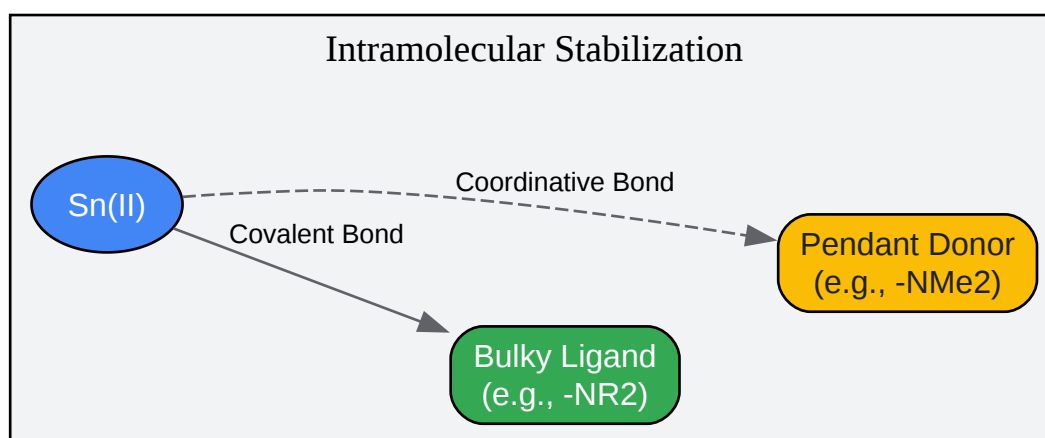 Intramolecular Stabilization
Sn(II)
Coordinative Bond
Covalent Bond
Pendant Donor
(e.g., -NMe2)
Bulky Ligand
(e.g., -NR2)